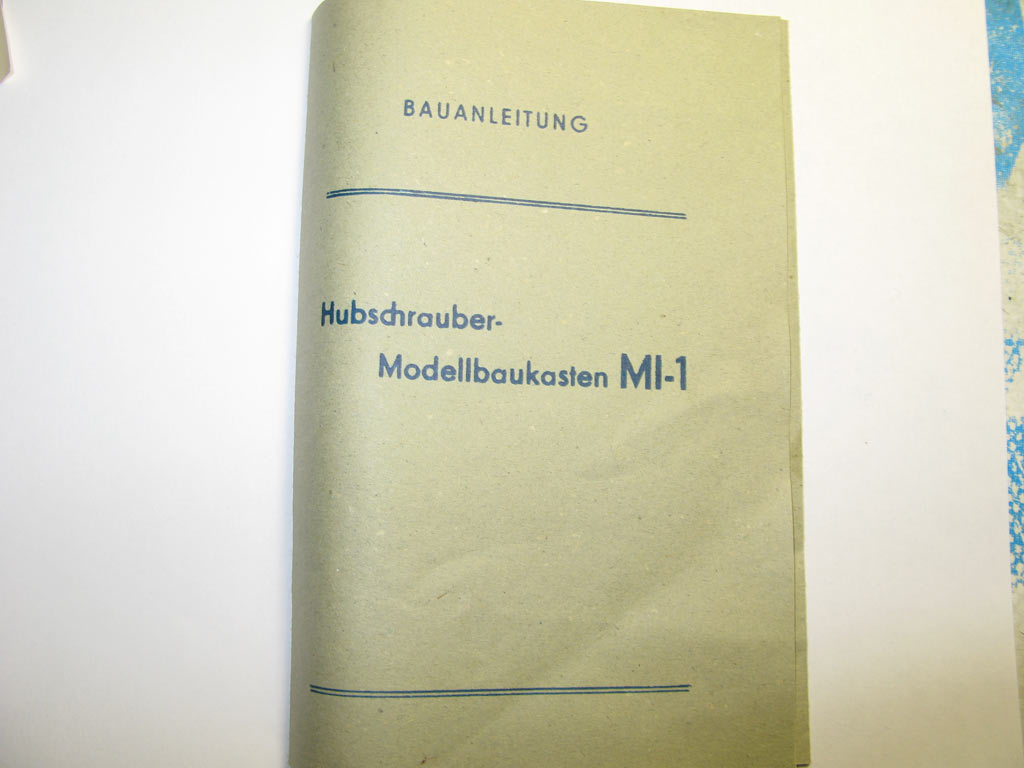 BAUANLEITUNG
Hubschrauber-
Modellbaukasten MI-1